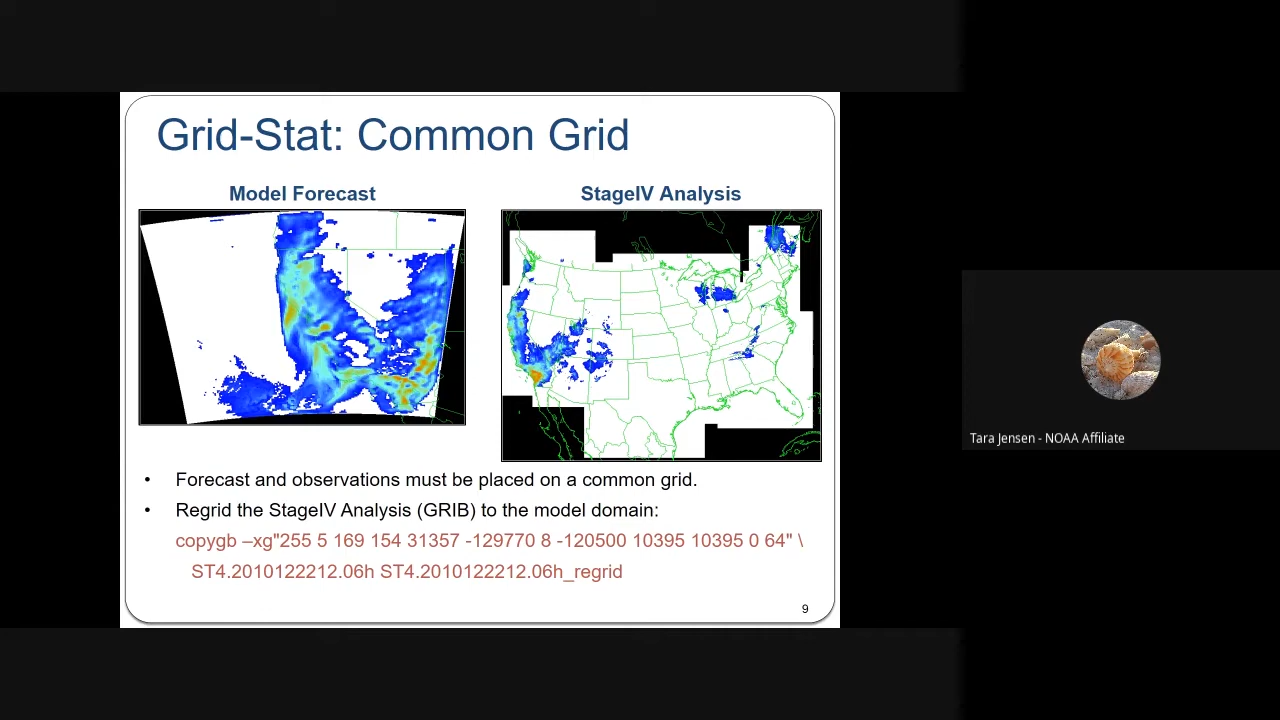 Grid-Stat: Common Grid
Model Forecast
StageIV Analysis
• Forecast and observations must be placed on a common grid.
• Regrid the StageIV Analysis (GRIB) to the model domain:
copygb –xg"255 5 169 154 31357 -129770 8 -120500 10395 10395 0 64" \
ST4.2010122212.06h ST4.2010122212.06h_regrid
9
Tara Jensen - NOAA Affiliate